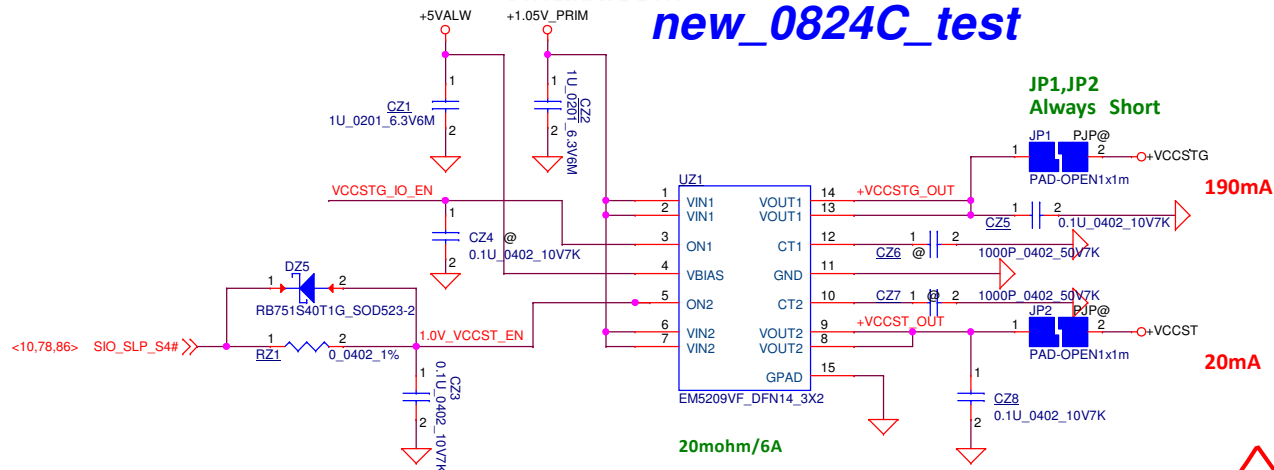 new_0824C_test
+5VALW
+1.05V_PRIM
1
CZ1
1U_0201_6.3V6M
2
1
CZ2
1U_0201_6.3V6M
2
JP1,JP2
Always Short
JP1
PJP@
1
2
+VCCSTG
PAD-OPEN1x1m
190mA
VCCSTG_IO_EN
1
CZ4
@
0.1U_0402_10V7K
2
UZ1
1
VIN1
2
VIN1
3
ON1
4
VBIAS
5
ON2
6
VIN2
7
VIN2
VOUT1
14
VOUT1
13
CT1
12
GND
11
CT2
10
VOUT2
9
VOUT2
8
GPAD
15
EM5209VF_DFN14_3X2
20mohm/6A
+VCCSTG_OUT
1
2
CZ5
0.1U_0402_10V7K
CZ6
1
@
2
1000P_0402_50V7K
CZ7
1
@
2
1000P_0402_50V7K
+VCCST_OUT
JP2
PJP@
1
2
+VCCST
PAD-OPEN1x1m
20mA
1
CZ8
0.1U_0402_10V7K
2
DZ5
1
2
RB751S40T1G_SOD523-2
<10,78,86>
SIO_SLP_S4#
1
2
RZ1
0_0402_1%
1.0V_VCCST_EN
1
CZ3
0.1U_0402_10V7K
2